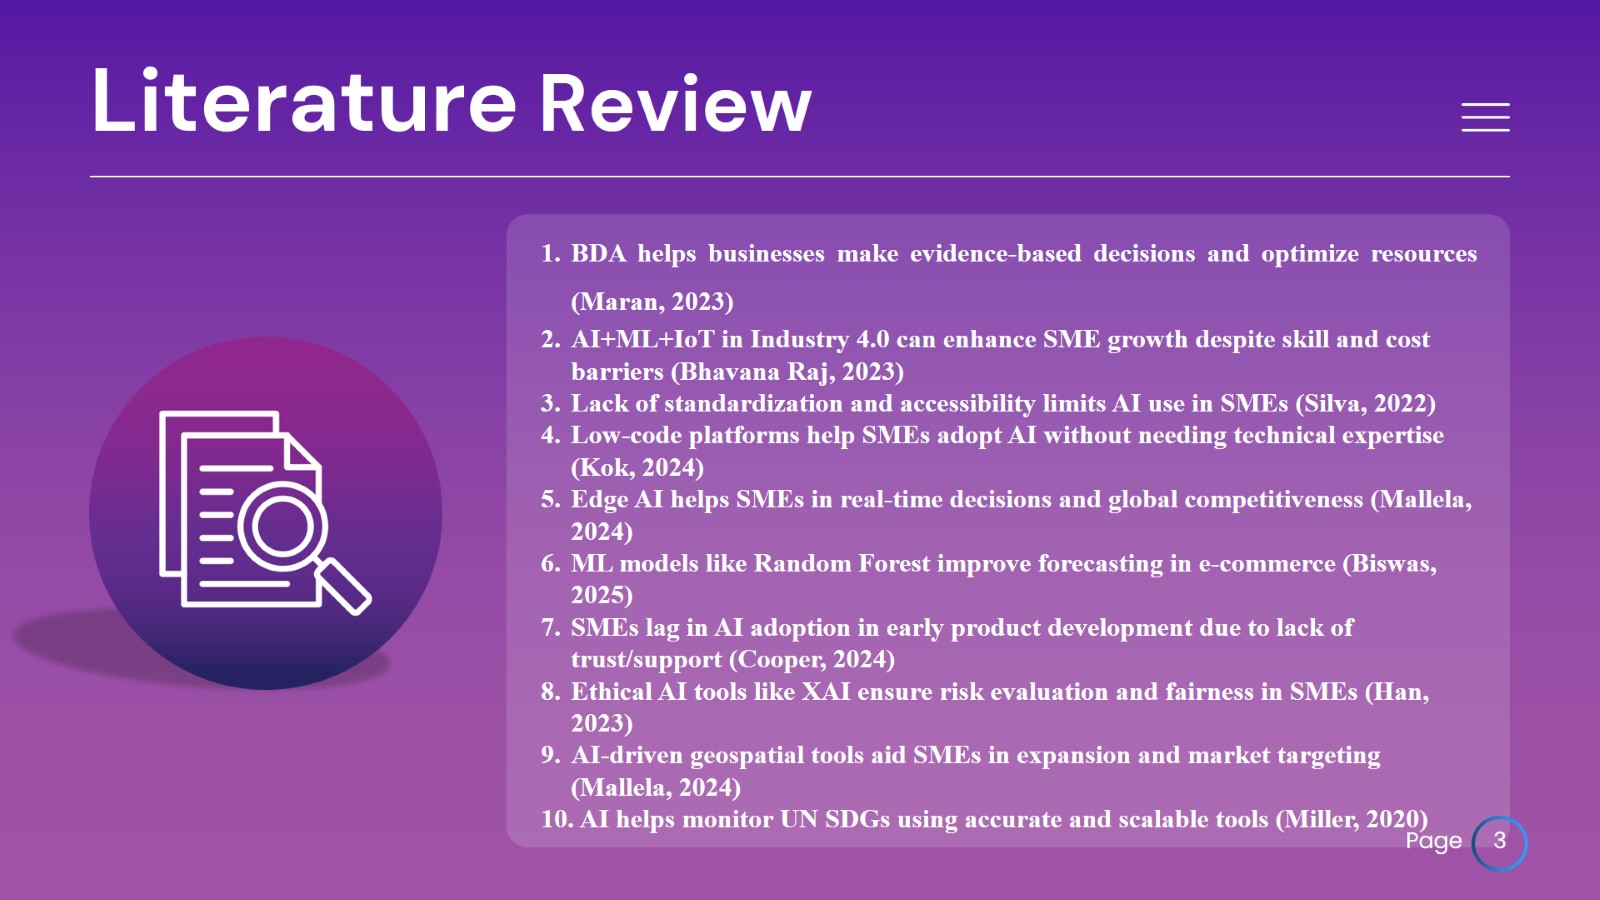 Literature Review
1. BDA helps businesses make evidence-based decisions and optimize resources
(Maran, 2023)
2. AI+ML+IoT in Industry 4.0 can enhance SME growth despite skill and cost
barriers (Bhavana Raj, 2023)
3. Lack of standardization and accessibility limits AI use in SMEs (Silva, 2022)
4. Low-code platforms help SMEs adopt AI without needing technical expertise
(Kok, 2024)
5. Edge AI helps SMEs in real-time decisions and global competitiveness (Mallela,
2024)
6. ML models like Random Forest improve forecasting in e-commerce (Biswas,
2025)
7. SMEs lag in AI adoption in early product development due to lack of
trust/support (Cooper, 2024)
8. Ethical AI tools like XAI ensure risk evaluation and fairness in SMEs (Han,
2023)
9. AI-driven geospatial tools aid SMEs in expansion and market targeting
(Mallela, 2024)
10. AI helps monitor UN SDGs using accurate and scalable tools (Miller, 2020)
Page 3